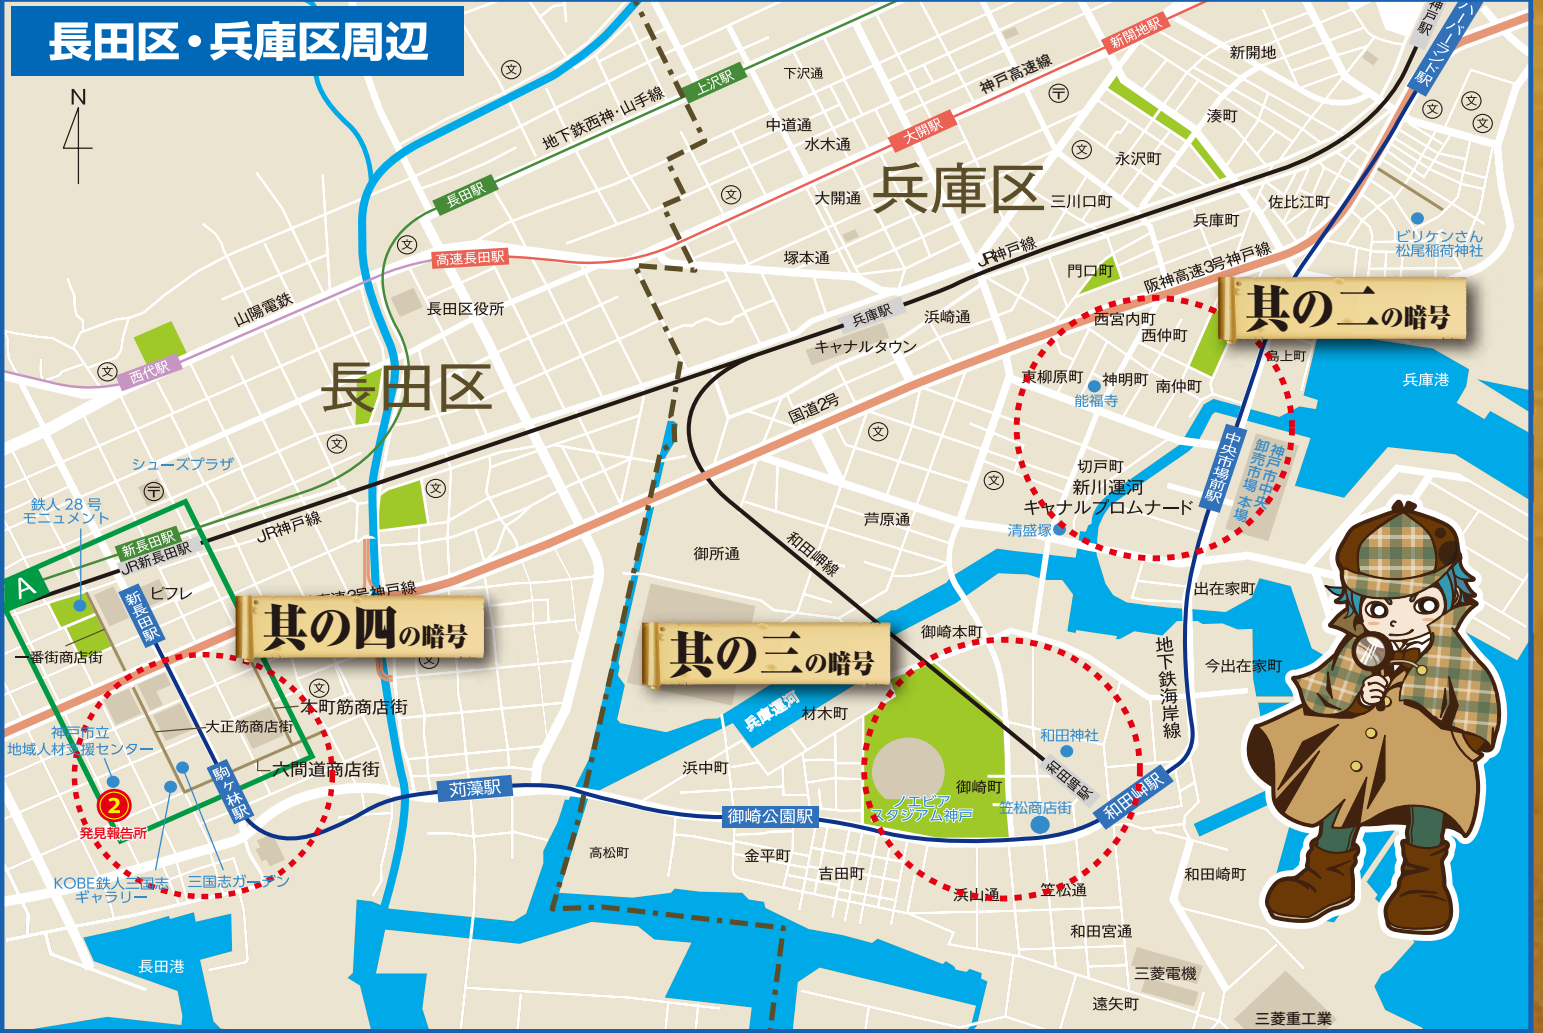 長田区・兵庫区周辺
N
神戸駅
ハーバーランド駅
新開地駅
新開地
神戸高速線
下沢通
上沢駅
地下鉄西神・山手線
中道通
水木通
大開駅
湊町
永沢町
長田駅
大開通
兵庫区
三川口町
佐比江町
兵庫町
ビリケンさん
松尾稲荷神社
高速長田駅
塚本通
JR神戸線
門口町
阪神高速3号神戸線
山陽電鉄
長田区役所
兵庫駅
浜崎通
西宮内町
西仲町
其の二の暗号
キャナルタウン
島上町
西代駅
長田区
東柳原町
神明町
南仲町
能福寺
兵庫港
国道2号
中央市場前駅
神戸市中央
卸売市場 本場
シューズプラザ
切戸町
新川運河
キャナルプロムナード
鉄人28号
モニュメント
JR神戸線
芦原通
清盛塚
新長田駅
JR新長田駅
御所通
和田岬線
A
新長田駅
ピフレ
出在家町
高速3号神戸線
其の四の暗号
其の三の暗号
御崎本町
一番街商店街
今出在家町
地下鉄海岸線
本町筋商店街
大正筋商店街
兵庫運河
材木町
神戸市立
地域人材支援センター
和田神社
六間道商店街
浜中町
和田岬駅
駒ヶ林駅
苅藻駅
御崎町
和田岬駅
2
発見報告所
ノエビア
スタジアム神戸
笠松商店街
御崎公園駅
高松町
金平町
吉田町
KOBE鉄人三国志
ギャラリー
三国志ガーデン
和田崎町
浜山通
笠松通
和田宮通
長田港
三菱電機
遠矢町
三菱重工業